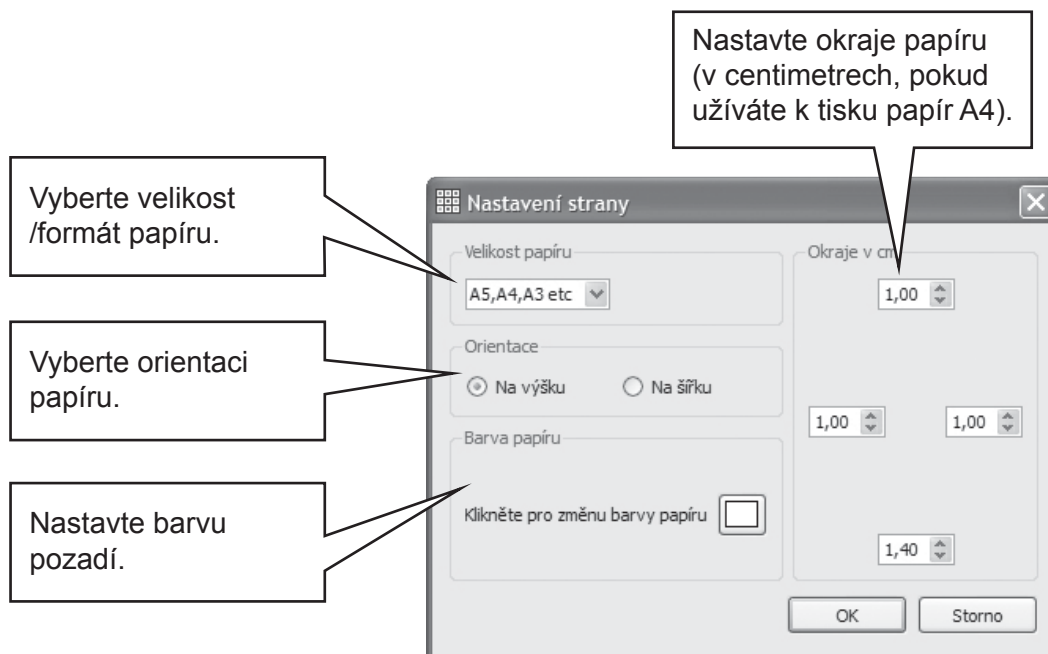 Nastavte okraje papíru
(v centimetrech, pokud
užíváte k tisku papír A4).
Vyberte velikost
/formát papíru.
Vyberte orientaci
papíru.
Nastavte barvu
pozadí.
Nastavení strany
Velikost papíru
A5,A4,A3 etc
Orientace
Na výšku
Na šířku
Barva papíru
Klikněte pro změnu barvy papíru
Okraje v cm
1,00
1,00
1,00
1,40
OK
Storno